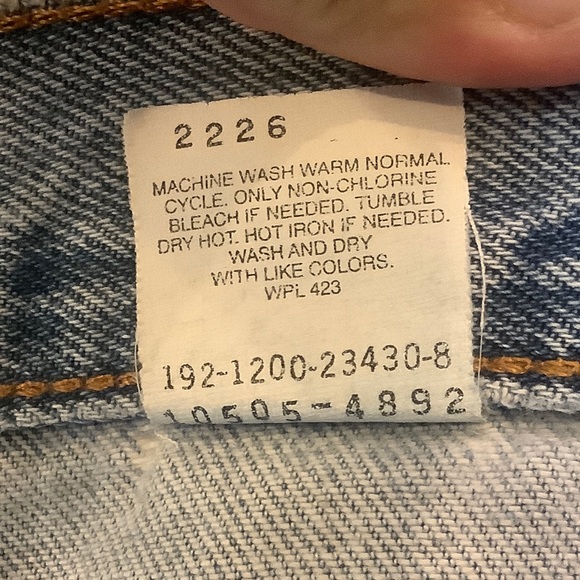 2226
MACHINE WASH WARM NORMAL
CYCLE. ONLY NON-CHLORINE
BLEACH IF NEEDED. TUMBLE
DRY HOT. HOT IRON IF NEEDED.
WASH AND DRY
WITH LIKE COLORS.
WPL 423
192-1200-23430-8
10505-4892